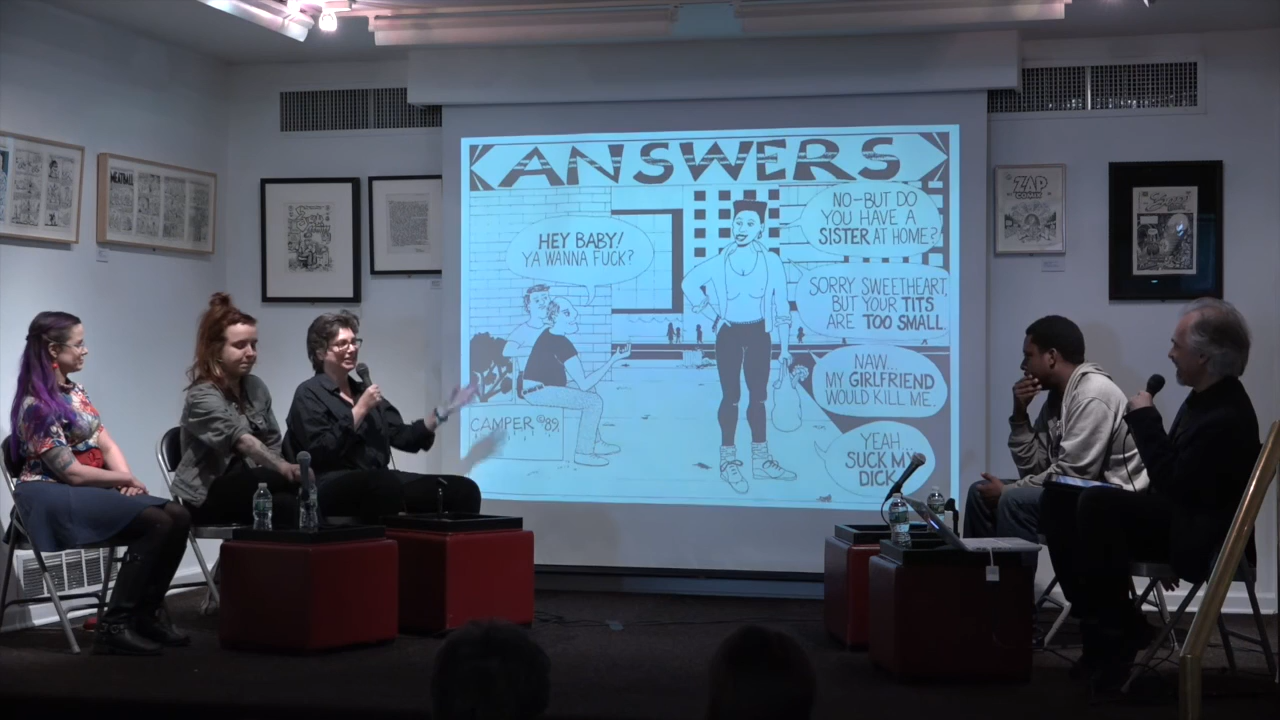 ANSWERS
HEY BABY!
YA WANNA FUCK?
NO-BUT DO
YOU HAVE A
SISTER AT HOME?
SORRY SWEETHEART,
BUT YOUR TITS
ARE TOO SMALL.
NAW...
MY GIRLFRIEND
WOULD KILL ME.
YEAH...
SUCK MY
DICK
CAMPER ©'89
MEATBALL
ZAP